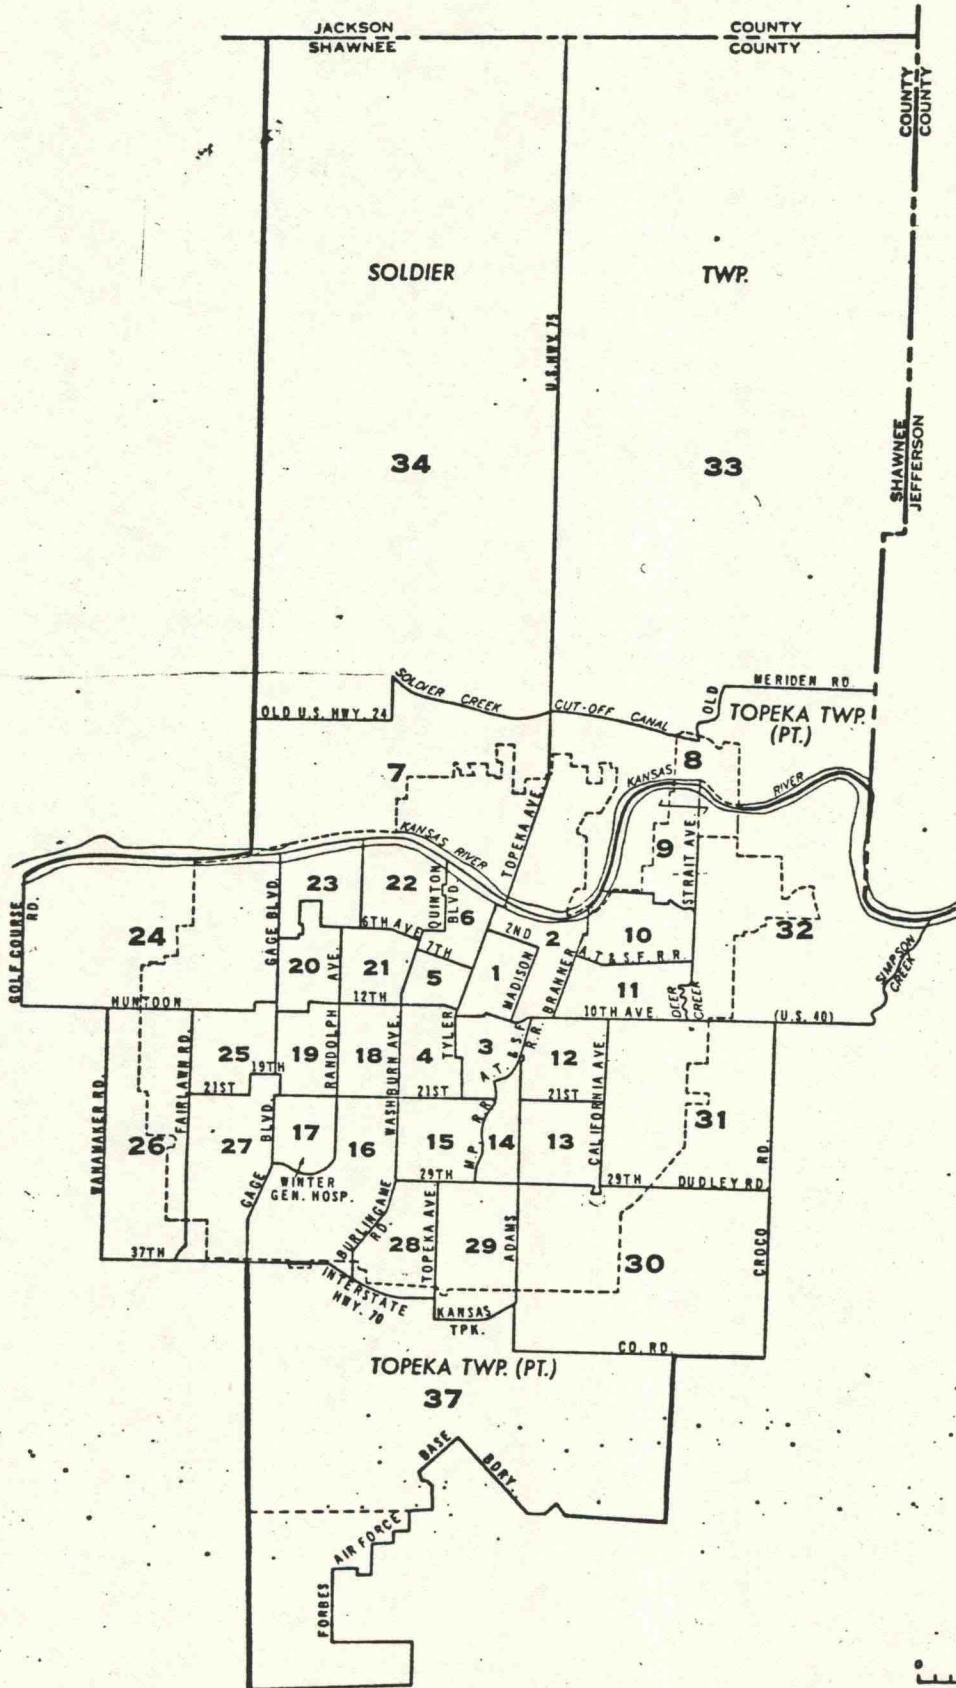 JACKSON COUNTY
SHAWNEE COUNTY
COUNTY
COUNTY
SOLDIER TWP.
U.S. HWY. 75
34
33
SHAWNEE
JEFFERSON
SOLDIER CREEK CUT-OFF CANAL
OLD MERIDEN RD
OLD U.S. HWY. 24
TOPEKA TWP.
(PT.)
7
8
KANSAS RIVER
KANSAS RIVER
TOPEKA AVE.
9
STRAIT AVE.
GOLF COURSE RD.
24
GAGE BLVD.
23
22
QUINTON BLVD.
6
6TH AVE
7TH
2ND
2
10
32
SIMPSON CREEK
20
RANDOLPH AVE.
21
5
1
MADISON
BRANNER
A.T.& S.F. R.R.
11
DEER CREEK
HUNTOON
12TH
10TH AVE.
(U.S. 40)
WANAMAKER RD.
FAIRLAWN RD.
25
19TH
19
18
WASHBURN AVE.
4
TYLER
3
A.T. & S.F. R.R.
12
CALIFORNIA AVE.
21ST
21ST
21ST
31
26
27
GAGE BLVD.
17
WINTER
GEN. HOSP.
16
15
M.P. R.R.
14
13
29TH
29TH
DUDLEY RD
CROCO RD.
37TH
BURLINGAME RD.
28
TOPEKA AVE.
29
ADAMS
30
INTERSTATE
HWY. 70
KANSAS
TPK.
CO. RD.
TOPEKA TWP. (PT.)
37
FORBES AIR FORCE BASE BDRY.
0